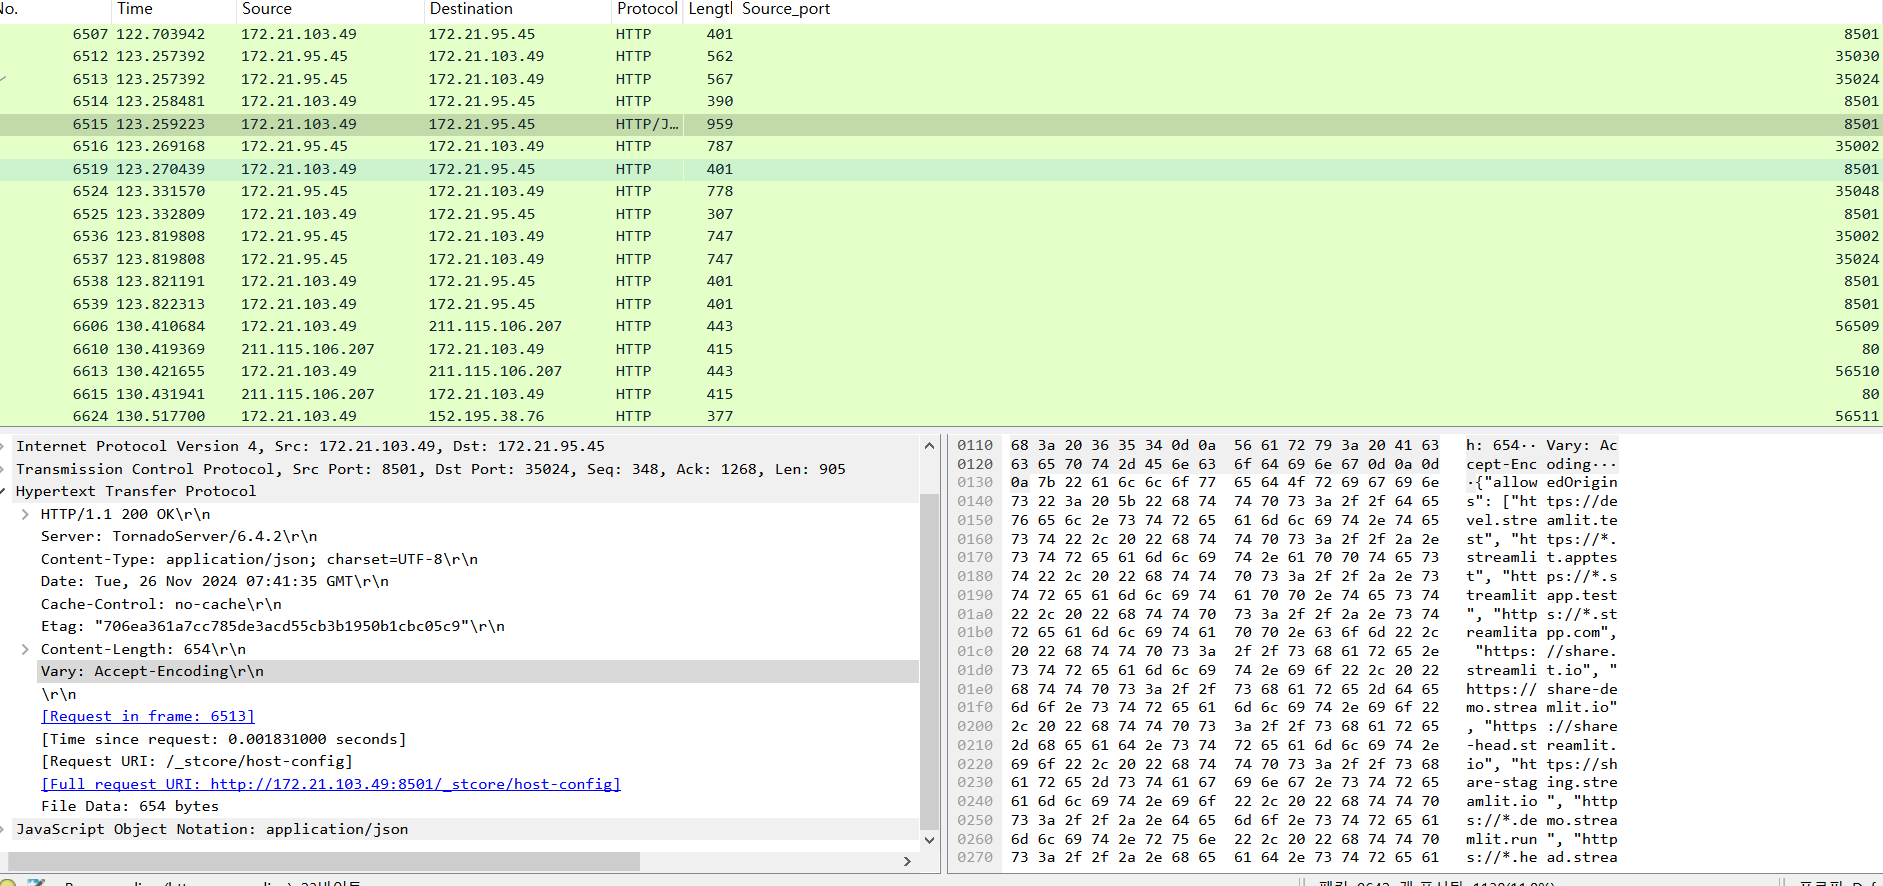 No. Time Source Destination Protocol Lengtl Source_port
6507 122.703942 172.21.103.49 172.21.95.45 HTTP 401 8501
6512 123.257392 172.21.95.45 172.21.103.49 HTTP 562 35030
6513 123.257392 172.21.95.45 172.21.103.49 HTTP 567 35024
6514 123.258481 172.21.103.49 172.21.95.45 HTTP 390 8501
6515 123.259223 172.21.103.49 172.21.95.45 HTTP/J… 959 8501
6516 123.269168 172.21.95.45 172.21.103.49 HTTP 787 35002
6519 123.270439 172.21.103.49 172.21.95.45 HTTP 401 8501
6524 123.331570 172.21.95.45 172.21.103.49 HTTP 778 35048
6525 123.332809 172.21.103.49 172.21.95.45 HTTP 307 8501
6536 123.819808 172.21.95.45 172.21.103.49 HTTP 747 35002
6537 123.819808 172.21.95.45 172.21.103.49 HTTP 747 35024
6538 123.821191 172.21.103.49 172.21.95.45 HTTP 401 8501
6539 123.822313 172.21.103.49 172.21.95.45 HTTP 401 8501
6606 130.410684 172.21.103.49 211.115.106.207 HTTP 443 56509
6610 130.419369 211.115.106.207 172.21.103.49 HTTP 415 80
6613 130.421655 172.21.103.49 211.115.106.207 HTTP 443 56510
6615 130.431941 211.115.106.207 172.21.103.49 HTTP 415 80
6624 130.517700 172.21.103.49 152.195.38.76 HTTP 377 56511
Internet Protocol Version 4, Src: 172.21.103.49, Dst: 172.21.95.45
Transmission Control Protocol, Src Port: 8501, Dst Port: 35024, Seq: 348, Ack: 1268, Len: 905
Hypertext Transfer Protocol
HTTP/1.1 200 OK\r\n
Server: TornadoServer/6.4.2\r\n
Content-Type: application/json; charset=UTF-8\r\n
Date: Tue, 26 Nov 2024 07:41:35 GMT\r\n
Cache-Control: no-cache\r\n
Etag: "706ea361a7cc785de3acd55cb3b1950b1cbc05c9"\r\n
Content-Length: 654\r\n
Vary: Accept-Encoding\r\n
\r\n
[Request in frame: 6513]
[Time since request: 0.001831000 seconds]
[Request URI: /_stcore/host-config]
[Full request URI: http://172.21.103.49:8501/_stcore/host-config]
File Data: 654 bytes
JavaScript Object Notation: application/json
0110 68 3a 20 36 35 34 0d 0a 56 61 72 79 3a 20 41 63 h: 654·· Vary: Ac
0120 63 65 70 74 2d 45 6e 63 6f 64 69 6e 67 0d 0a 0d cept-Enc oding···
0130 0a 7b 22 61 6c 6c 6f 77 65 64 4f 72 69 67 69 6e ·{"allow edOrigin
0140 73 22 3a 20 5b 22 68 74 74 70 73 3a 2f 2f 64 65 s": ["ht tps://de
0150 76 65 6c 2e 73 74 72 65 61 6d 6c 69 74 2e 74 65 vel.stre amlit.te
0160 73 74 22 2c 20 22 68 74 74 70 73 3a 2f 2f 2a 2e st", "ht tps://*.
0170 73 74 72 65 61 6d 6c 69 74 2e 61 70 70 74 65 73 streamli t.apptes
0180 74 22 2c 20 22 68 74 74 70 73 3a 2f 2f 2a 2e 73 t", "htt ps://*.s
0190 74 72 65 61 6d 6c 69 74 61 70 70 2e 74 65 73 74 treamlit app.test
01a0 22 2c 20 22 68 74 74 70 73 3a 2f 2f 2a 2e 73 74 ", "http s://*.st
01b0 72 65 61 6d 6c 69 74 61 70 70 2e 63 6f 6d 22 2c reamlita pp.com",
01c0 20 22 68 74 74 70 73 3a 2f 2f 73 68 61 72 65 2e "https: //share.
01d0 73 74 72 65 61 6d 6c 69 74 2e 69 6f 22 2c 20 22 streamli t.io", "
01e0 68 74 74 70 73 3a 2f 2f 73 68 61 72 65 2d 64 65 https:// share-de
01f0 6d 6f 2e 73 74 72 65 61 6d 6c 69 74 2e 69 6f 22 mo.strea mlit.io"
0200 2c 20 22 68 74 74 70 73 3a 2f 2f 73 68 61 72 65 , "https ://share
0210 2d 68 65 61 64 2e 73 74 72 65 61 6d 6c 69 74 2e -head.st reamlit.
0220 69 6f 22 2c 20 22 68 74 74 70 73 3a 2f 2f 73 68 io", "ht tps://sh
0230 61 72 65 2d 73 74 61 67 69 6e 67 2e 73 74 72 65 are-stag ing.stre
0240 61 6d 6c 69 74 2e 69 6f 22 2c 20 22 68 74 74 70 amlit.io ", "http
0250 73 3a 2f 2f 2a 2e 64 65 6d 6f 2e 73 74 72 65 61 s://*.de mo.strea
0260 6d 6c 69 74 2e 72 75 6e 22 2c 20 22 68 74 74 70 mlit.run ", "http
0270 73 3a 2f 2f 2a 2e 68 65 61 64 2e 73 74 72 65 61 s://*.he ad.strea